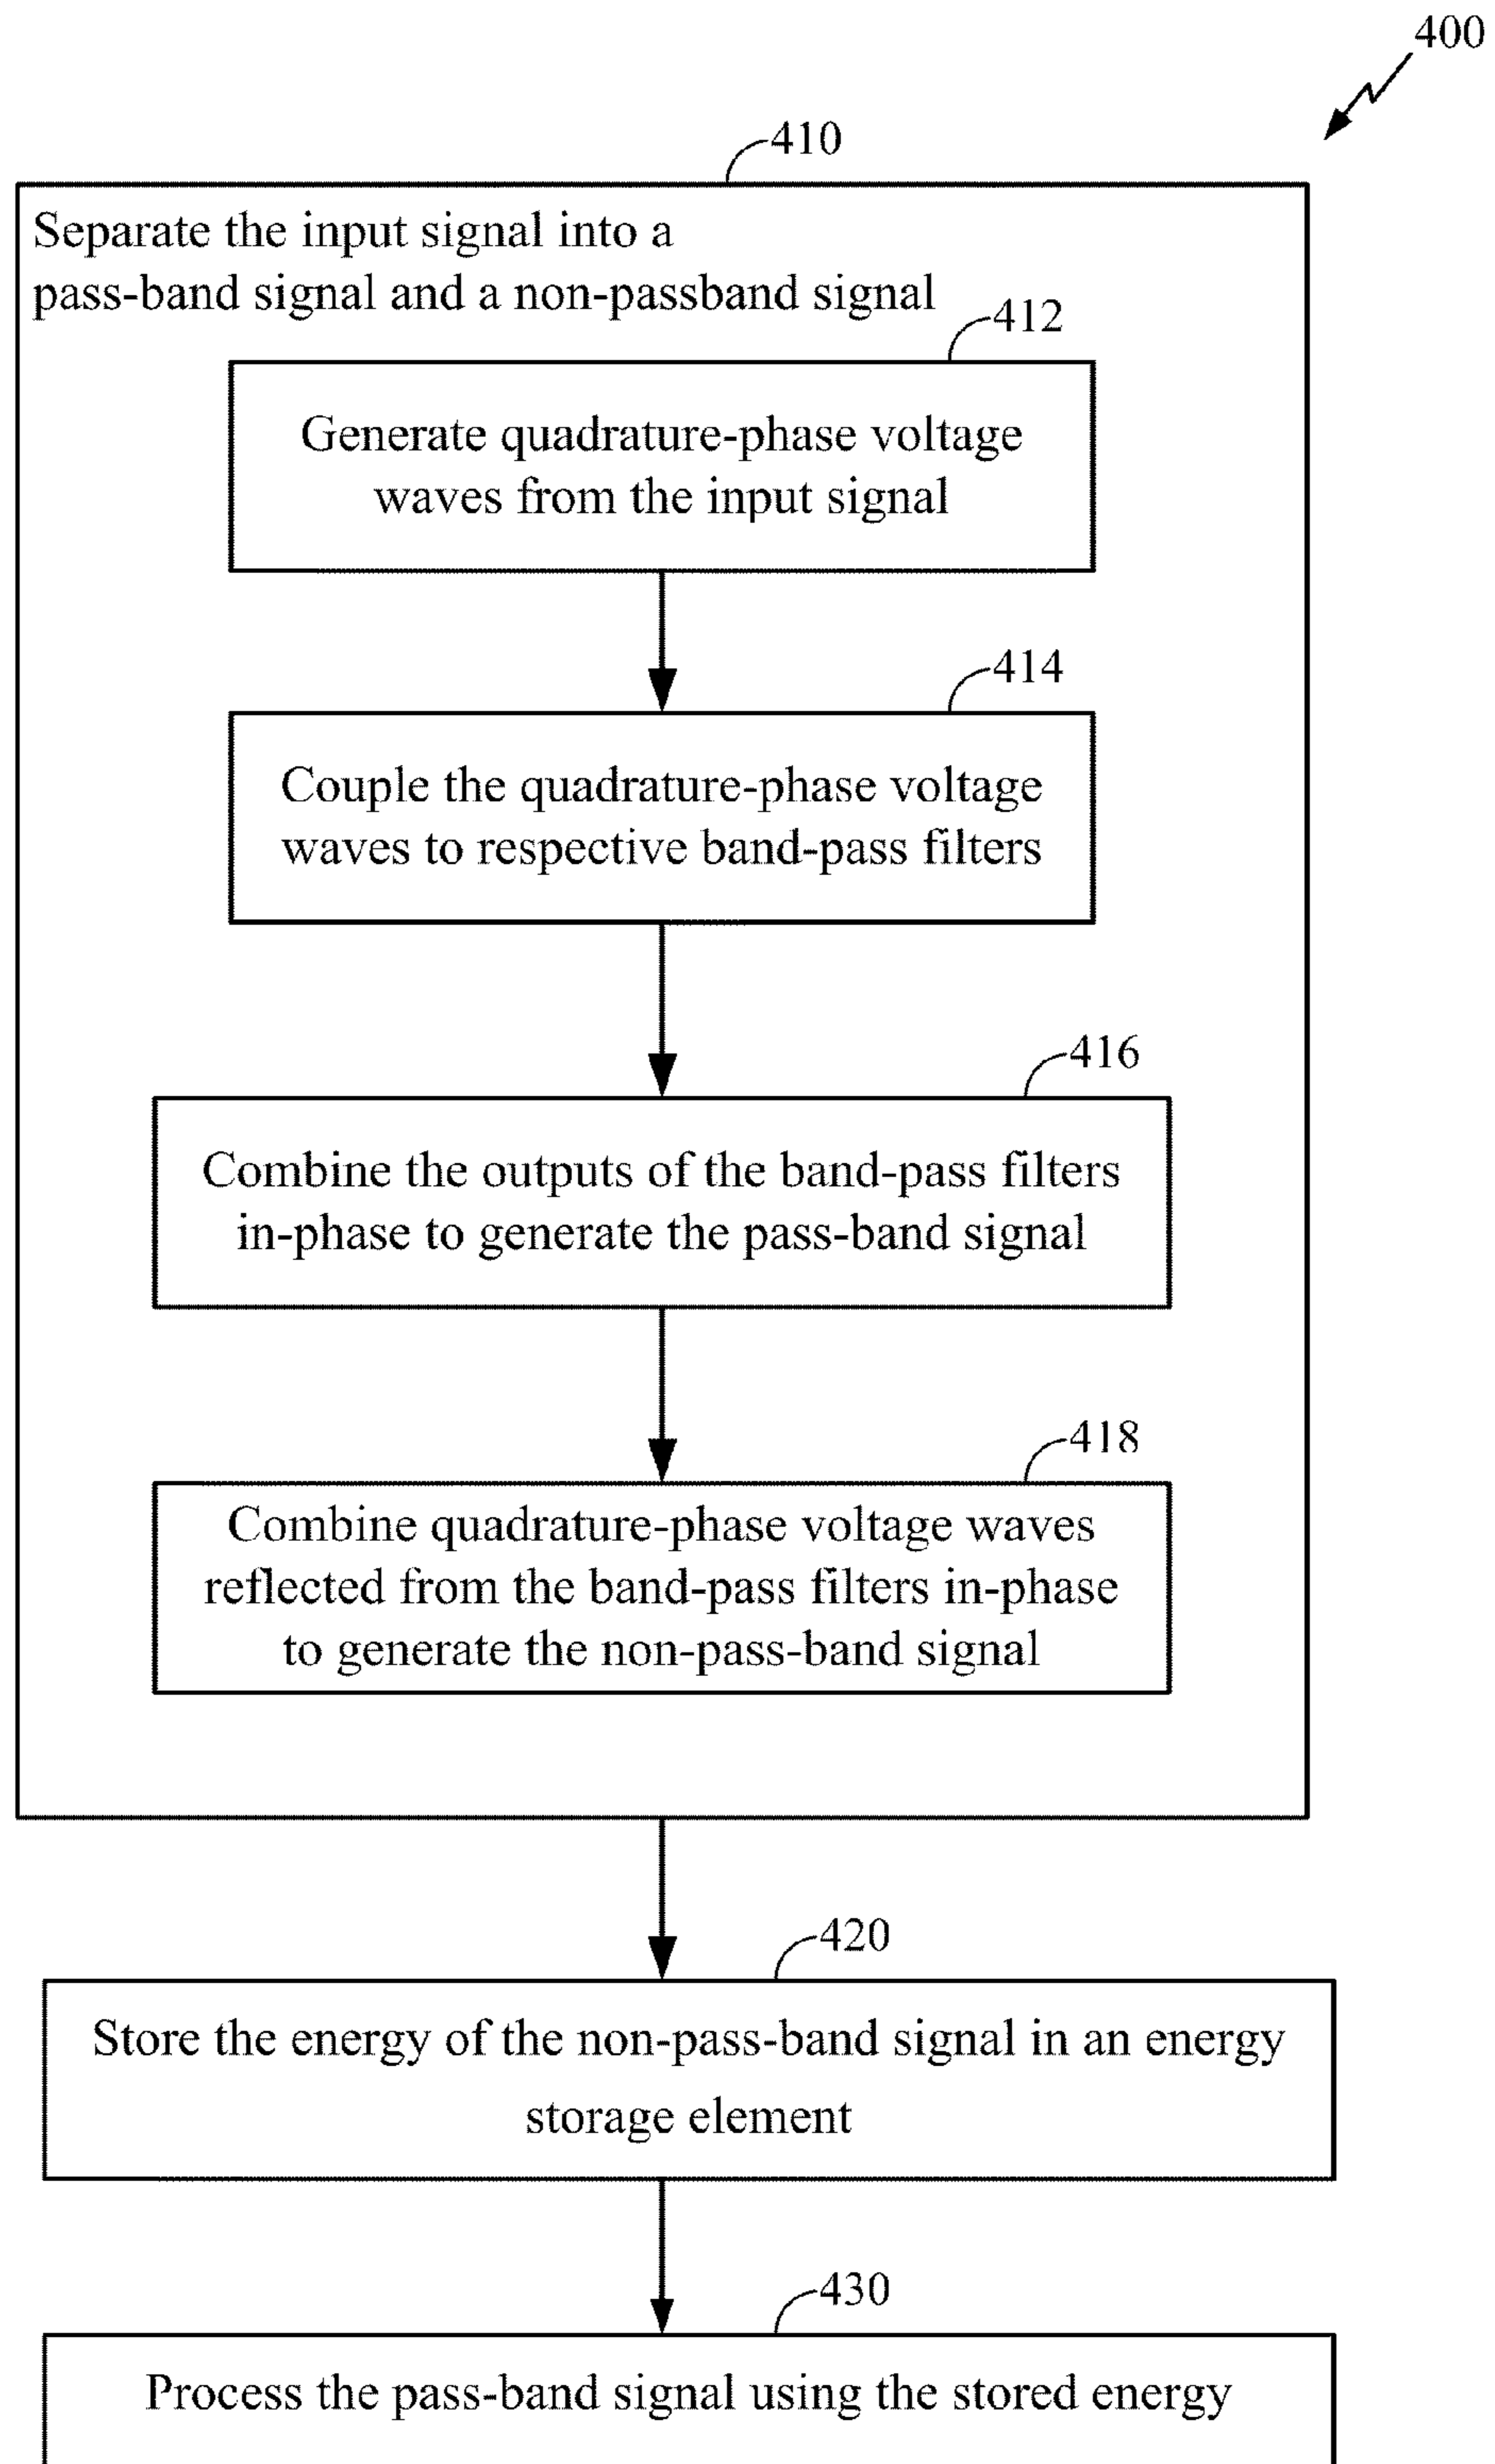 400
410
Separate the input signal into a
pass-band signal and a non-passband signal
412
Generate quadrature-phase voltage
waves from the input signal
414
Couple the quadrature-phase voltage
waves to respective band-pass filters
416
Combine the outputs of the band-pass filters
in-phase to generate the pass-band signal
418
Combine quadrature-phase voltage waves
reflected from the band-pass filters in-phase
to generate the non-pass-band signal
420
Store the energy of the non-pass-band signal in an energy
storage element
430
Process the pass-band signal using the stored energy